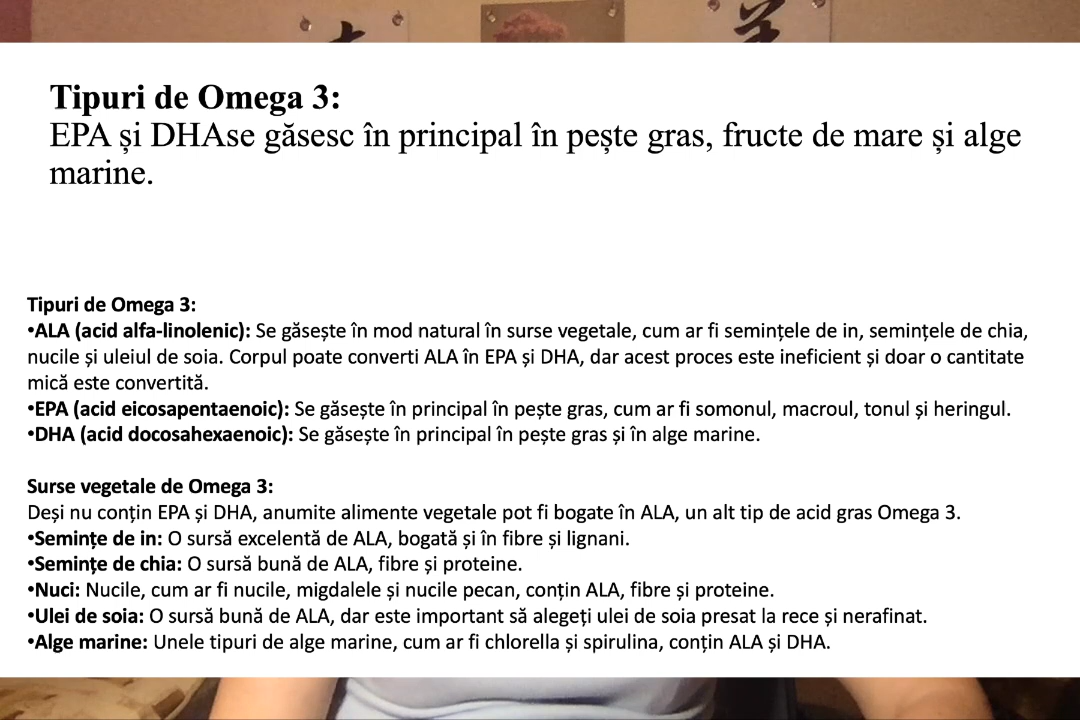 Tipuri de Omega 3:
EPA și DHAse găsesc în principal în pește gras, fructe de mare și alge
marine.
Tipuri de Omega 3:
•ALA (acid alfa-linolenic): Se găsește în mod natural în surse vegetale, cum ar fi semințele de in, semințele de chia,
nucile și uleiul de soia. Corpul poate converti ALA în EPA și DHA, dar acest proces este ineficient și doar o cantitate
mică este convertită.
•EPA (acid eicosapentaenoic): Se găsește în principal în pește gras, cum ar fi somonul, macroul, tonul și heringul.
•DHA (acid docosahexaenoic): Se găsește în principal în pește gras și în alge marine.
Surse vegetale de Omega 3:
Deși nu conțin EPA și DHA, anumite alimente vegetale pot fi bogate în ALA, un alt tip de acid gras Omega 3.
•Semințe de in: O sursă excelentă de ALA, bogată și în fibre și lignani.
•Semințe de chia: O sursă bună de ALA, fibre și proteine.
•Nuci: Nucile, cum ar fi nucile, migdalele și nucile pecan, conțin ALA, fibre și proteine.
•Ulei de soia: O sursă bună de ALA, dar este important să alegeți ulei de soia presat la rece și nerafinat.
•Alge marine: Unele tipuri de alge marine, cum ar fi chlorella și spirulina, conțin ALA și DHA.